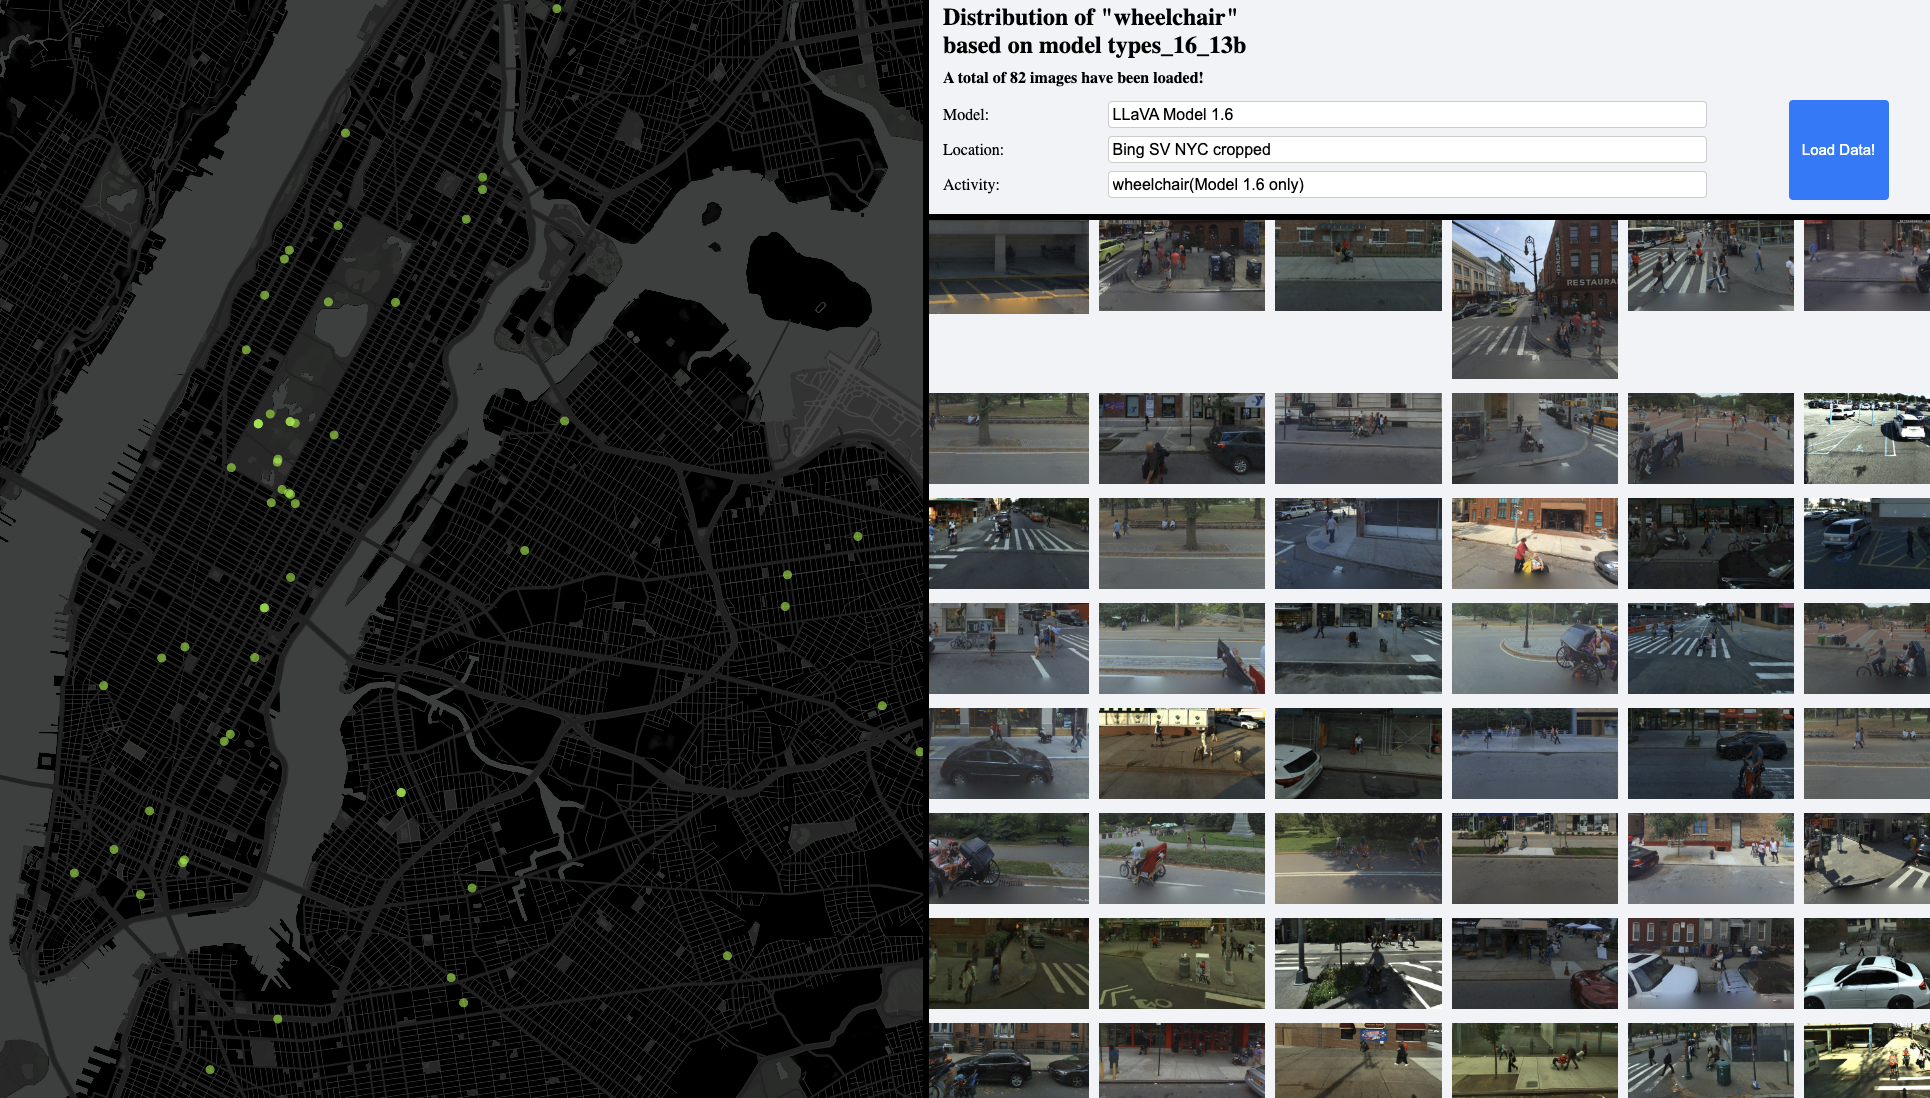 Distribution of "wheelchair"
based on model types_16_13b
A total of 82 images have been loaded!
Model:
LLaVA Model 1.6
Location:
Bing SV NYC cropped
Activity:
wheelchair(Model 1.6 only)
Load Data!
RESTAURA